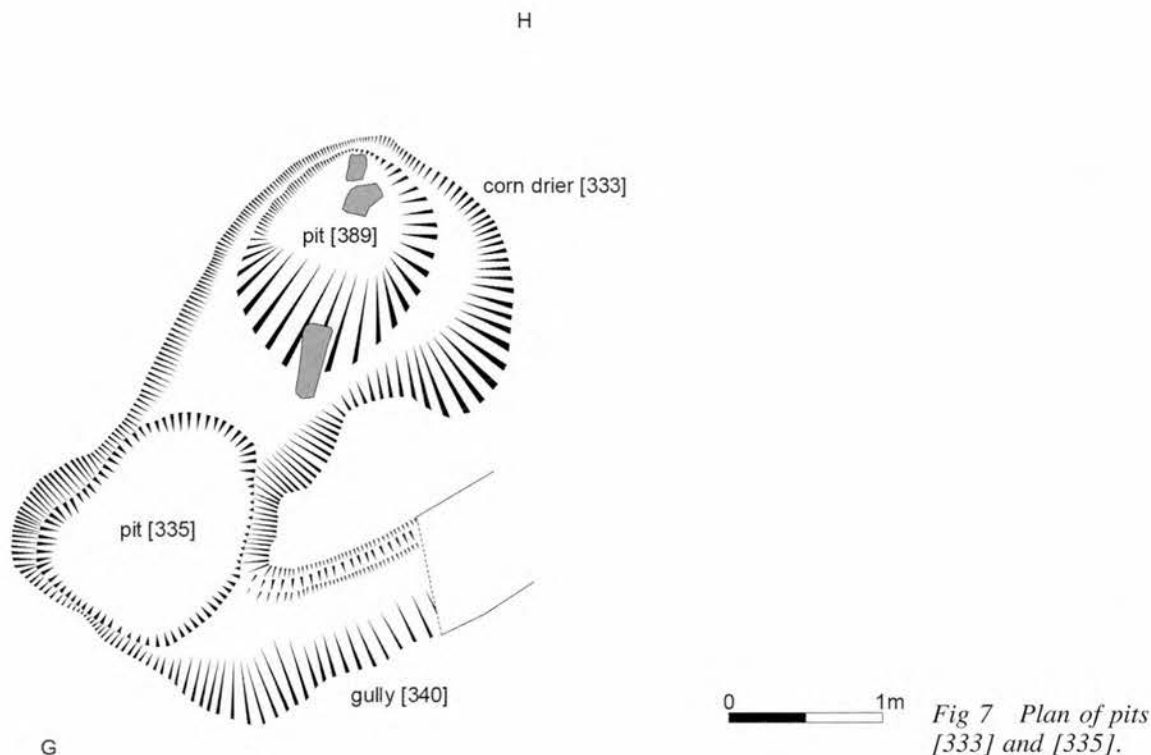 H
corn drier [333]
pit [389]
pit [335]
gully [340]
0 1m
Fig 7 Plan of pits
[333] and [335].
G